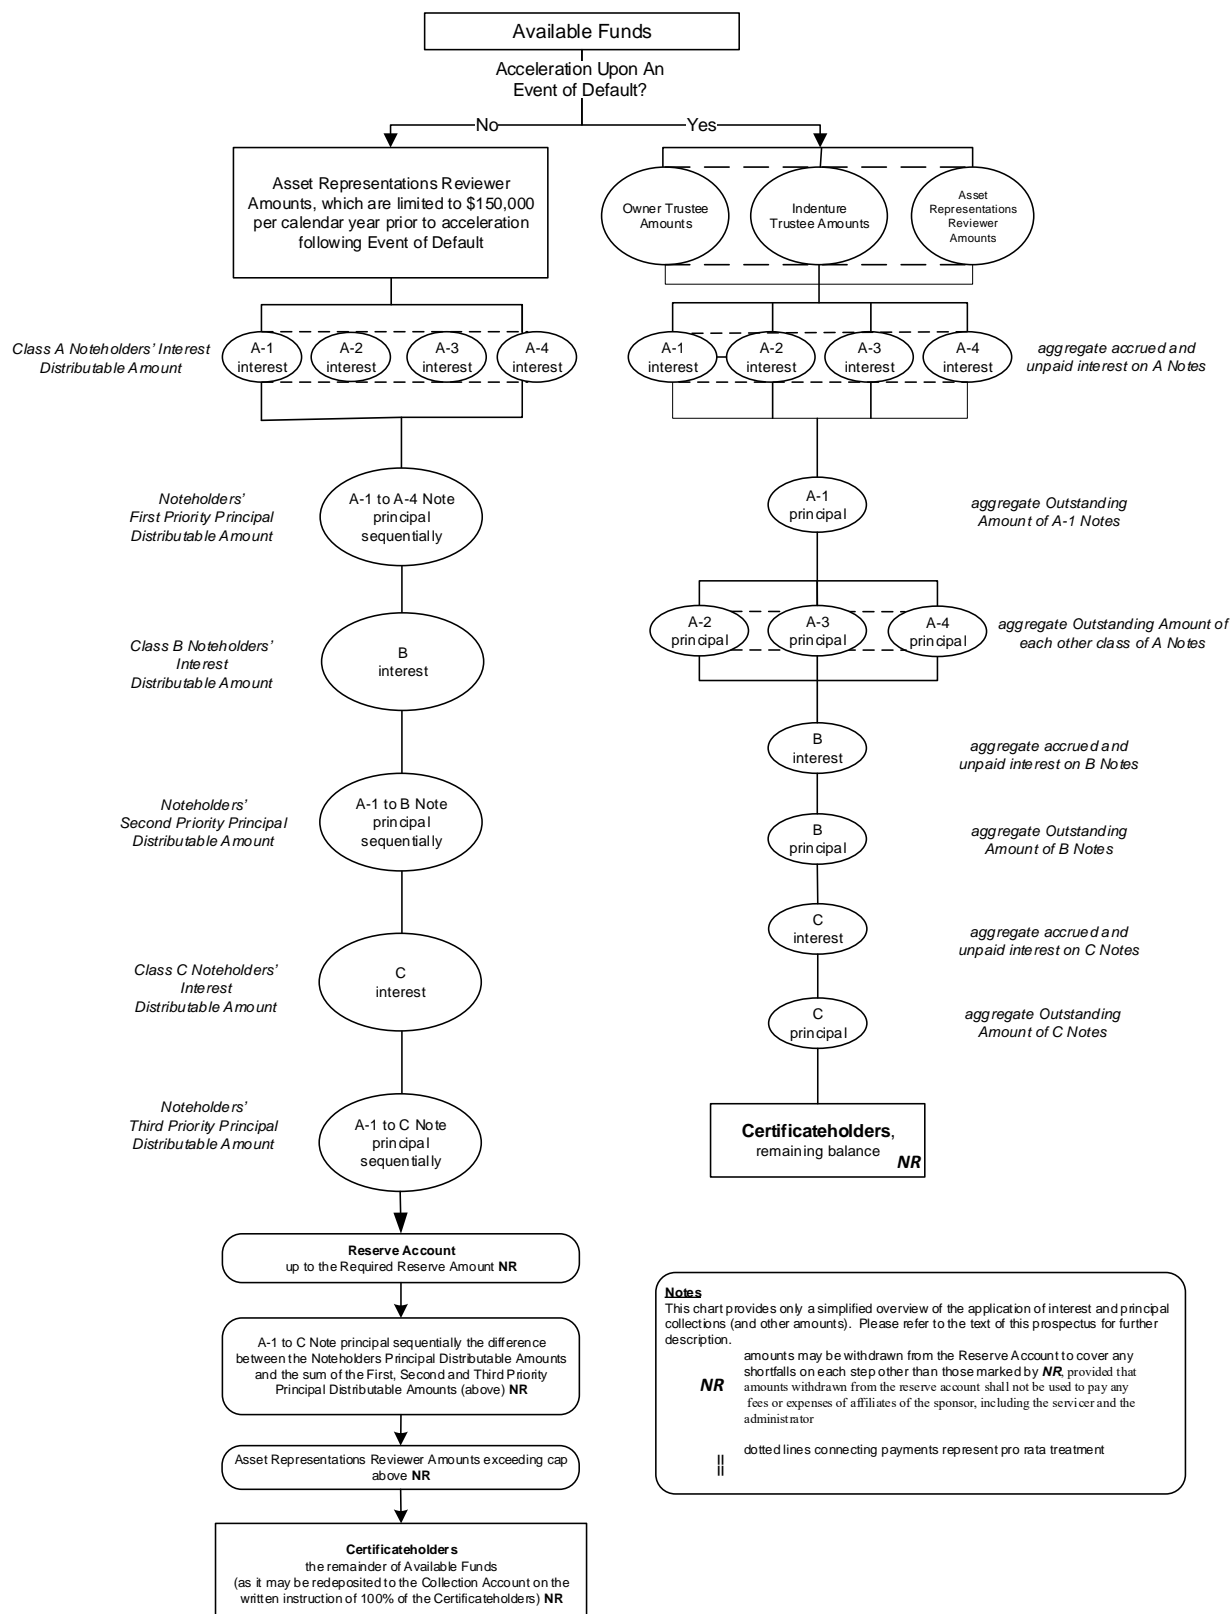 Available Funds
Acceleration Upon An
Event of Default?
No
Yes
Asset Representations Reviewer
Amounts, which are limited to $150,000
per calendar year prior to acceleration
following Event of Default
Owner Trustee
Amounts
Indenture
Trustee Amounts
Asset
Representations
Reviewer
Amounts
Class A Noteholders’ Interest
Distributable Amount
A-1
interest
A-2
interest
A-3
interest
A-4
interest
A-1
interest
A-2
interest
A-3
interest
A-4
interest
aggregate accrued and
unpaid interest on A Notes
Noteholders’
First Priority Principal
Distributable Amount
A-1 to A-4 Note
principal
sequentially
A-1
principal
aggregate Outstanding
Amount of A-1 Notes
Class B Noteholders’
Interest
Distributable Amount
B
interest
A-2
principal
A-3
principal
A-4
principal
aggregate Outstanding Amount of
each other class of A Notes
B
interest
aggregate accrued and
unpaid interest on B Notes
Noteholders’
Second Priority Principal
Distributable Amount
A-1 to B Note
principal
sequentially
B
principal
aggregate Outstanding
Amount of B Notes
C
interest
aggregate accrued and
unpaid interest on C Notes
Class C Noteholders’
Interest
Distributable Amount
C
interest
C
principal
aggregate Outstanding
Amount of C Notes
Noteholders’
Third Priority Principal
Distributable Amount
A-1 to C Note
principal
sequentially
Certificateholders,
remaining balance
NR
Reserve Account
up to the Required Reserve Amount NR
A-1 to C Note principal sequentially the difference
between the Noteholders Principal Distributable Amounts
and the sum of the First, Second and Third Priority
Principal Distributable Amounts (above) NR
Asset Representations Reviewer Amounts exceeding cap
above NR
Certificateholders
the remainder of Available Funds
(as it may be redeposited to the Collection Account on the
written instruction of 100% of the Certificateholders) NR
Notes
This chart provides only a simplified overview of the application of interest and principal
collections (and other amounts). Please refer to the text of this prospectus for further
description.
NR
amounts may be withdrawn from the Reserve Account to cover any
shortfalls on each step other than those marked by NR, provided that
amounts withdrawn from the reserve account shall not be used to pay any
fees or expenses of affiliates of the sponsor, including the servicer and the
administrator
dotted lines connecting payments represent pro rata treatment